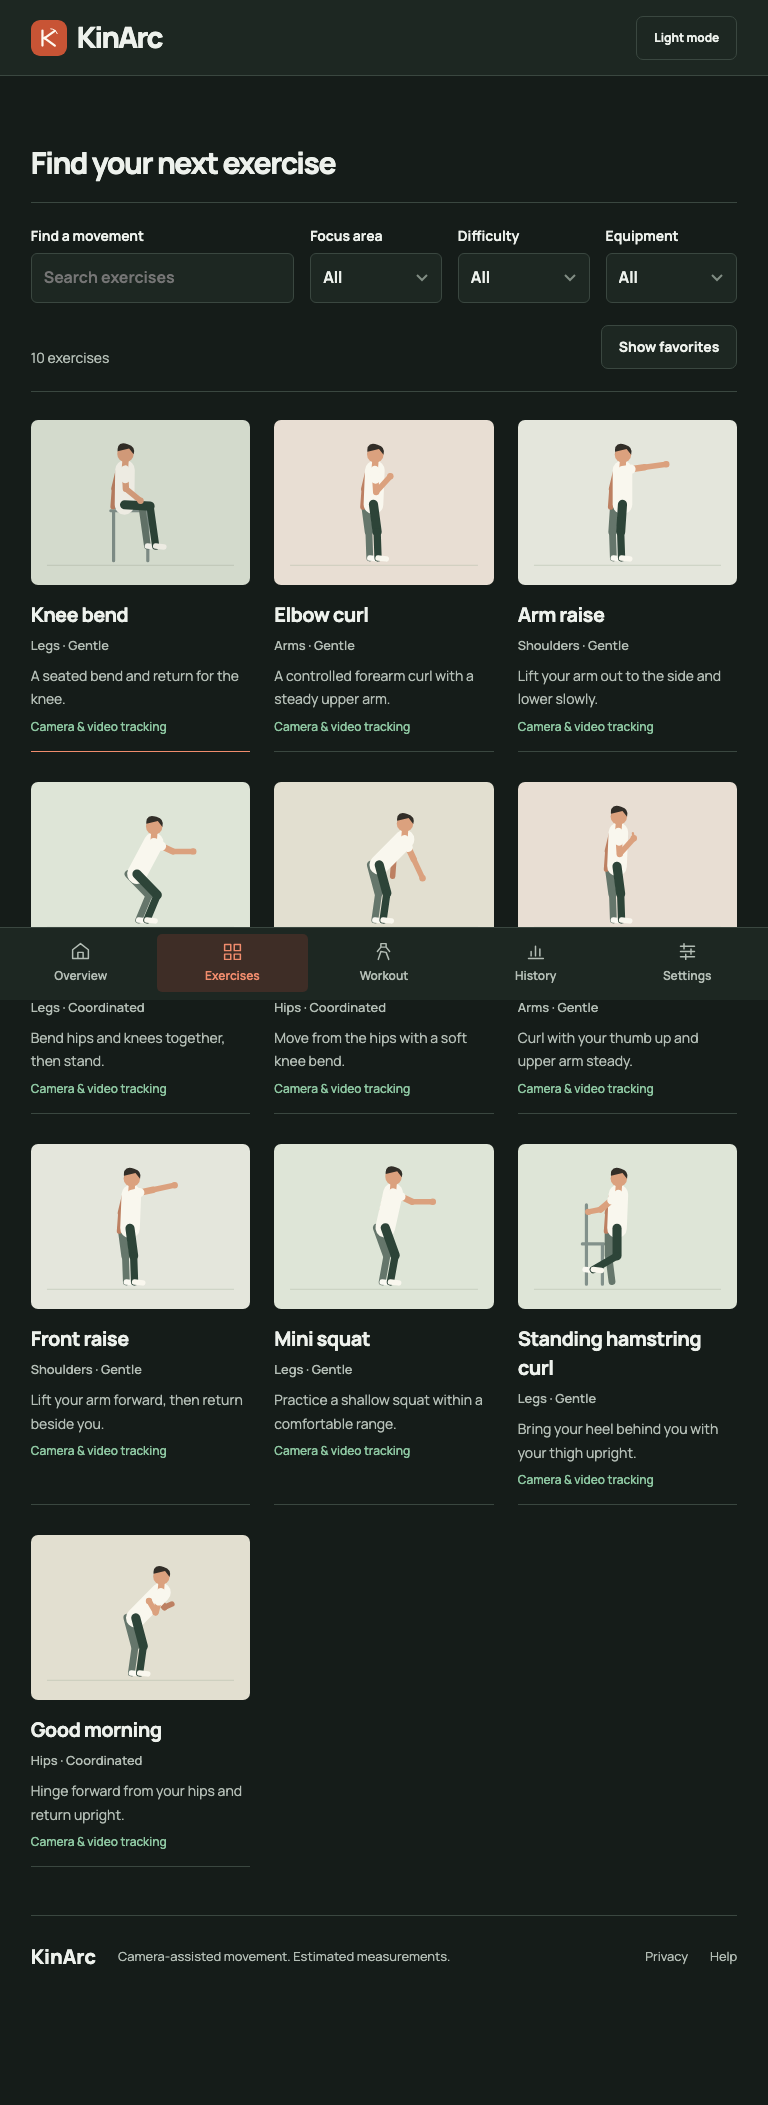 KinArc
Light mode
Find your next exercise
Find a movement
Focus area
Difficulty
Equipment
Search exercises
All
All
All
10 exercises
Show favorites
Knee bend
Legs · Gentle
A seated bend and return for the
knee.
Camera & video tracking
Elbow curl
Arms · Gentle
A controlled forearm curl with a
steady upper arm.
Camera & video tracking
Arm raise
Shoulders · Gentle
Lift your arm out to the side and
lower slowly.
Camera & video tracking
Overview
Exercises
Workout
History
Settings
Legs · Coordinated
Bend hips and knees together,
then stand.
Camera & video tracking
Hips · Coordinated
Move from the hips with a soft
knee bend.
Camera & video tracking
Arms · Gentle
Curl with your thumb up and
upper arm steady.
Camera & video tracking
Front raise
Shoulders · Gentle
Lift your arm forward, then return
beside you.
Camera & video tracking
Mini squat
Legs · Gentle
Practice a shallow squat within a
comfortable range.
Camera & video tracking
Standing hamstring
curl
Legs · Gentle
Bring your heel behind you with
your thigh upright.
Camera & video tracking
Good morning
Hips · Coordinated
Hinge forward from your hips and
return upright.
Camera & video tracking
KinArc
Camera-assisted movement. Estimated measurements.
Privacy
Help